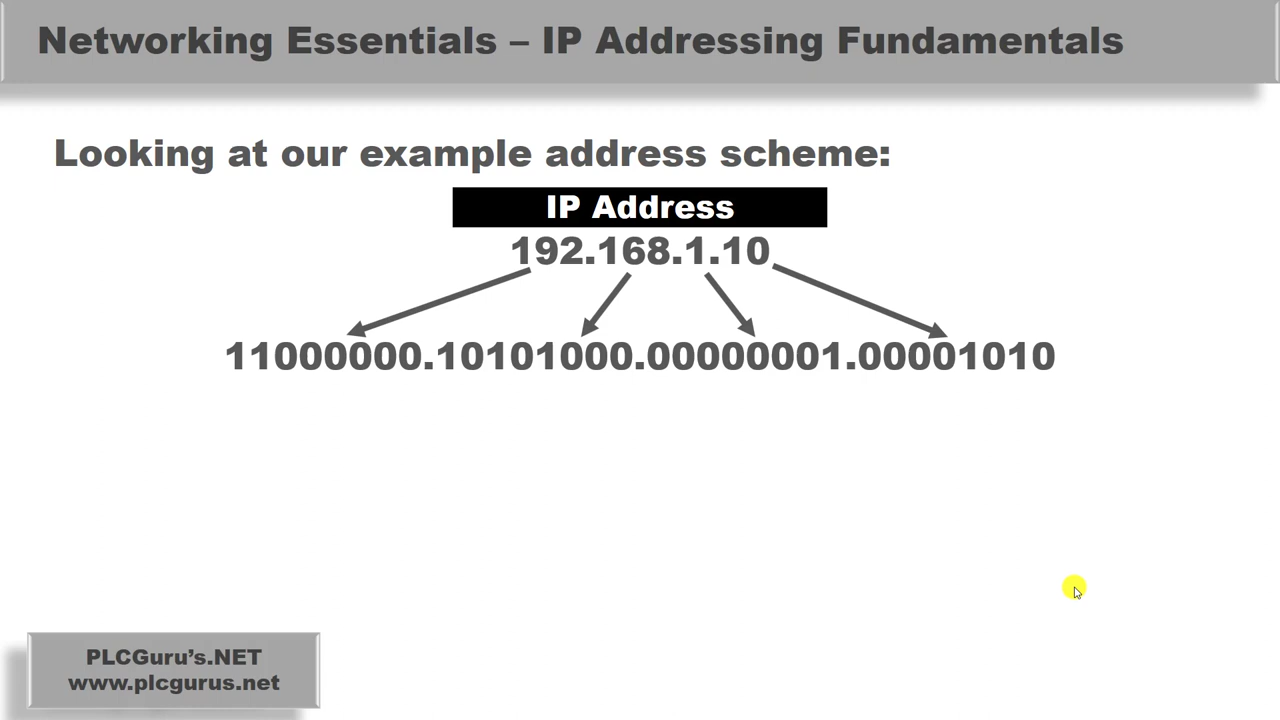 Networking Essentials – IP Addressing Fundamentals
Looking at our example address scheme:
IP Address
192.168.1.10
11000000.10101000.00000001.00001010
PLCGuru’s.NET
www.plcgurus.net